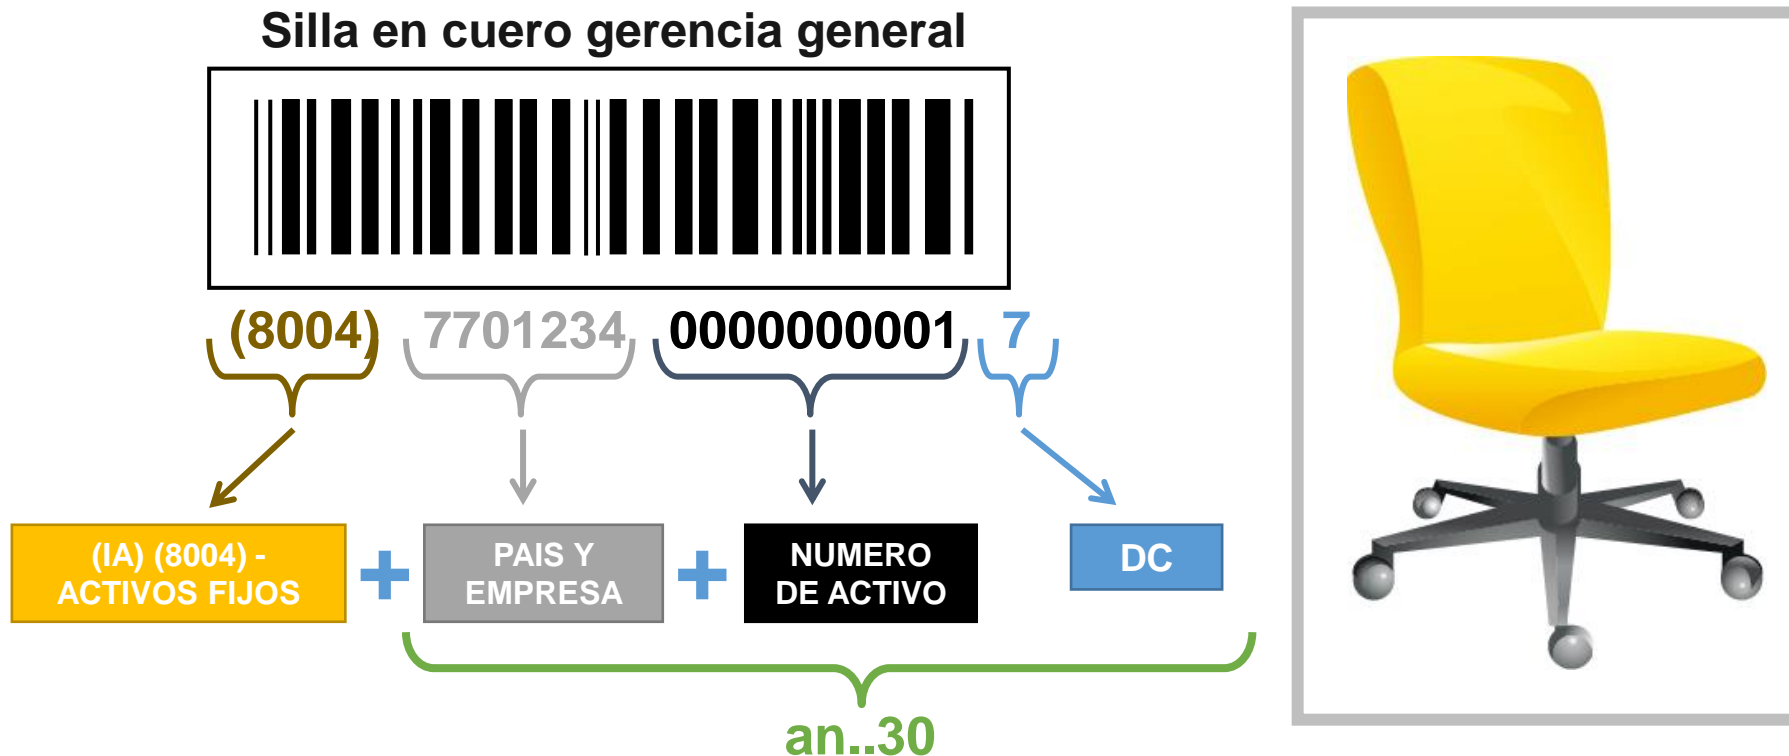 Silla en cuero gerencia general
(8004) 7701234 0000000001 7
(IA) (8004) -
ACTIVOS FIJOS
+
PAIS Y
EMPRESA
+
NUMERO
DE ACTIVO
DC
an..30